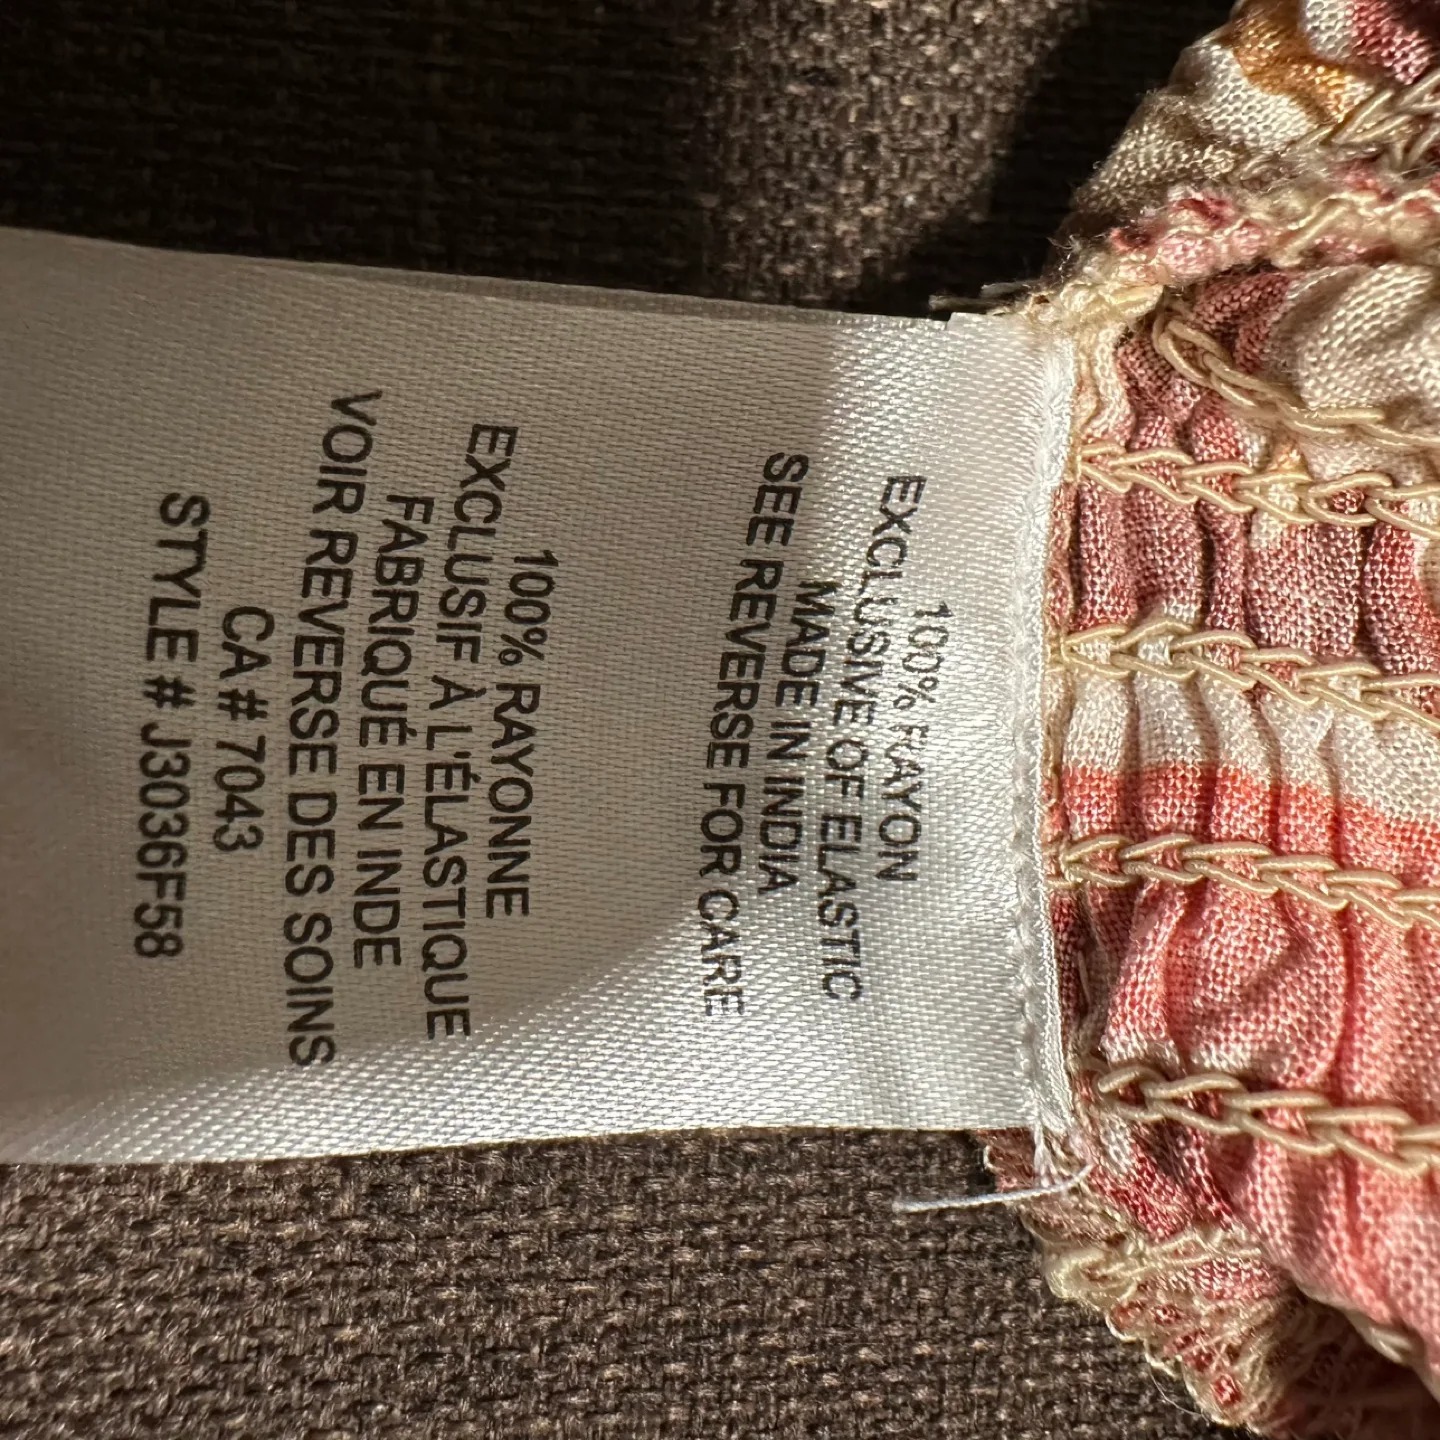 100% RAYON
EXCLUSIVE OF ELASTIC
MADE IN INDIA
SEE REVERSE FOR CARE
100% RAYONNE
EXCLUSIF À L'ÉLASTIQUE
FABRIQUÉ EN INDE
VOIR REVERSE DES SOINS
CA # 7043
STYLE # J3036F58